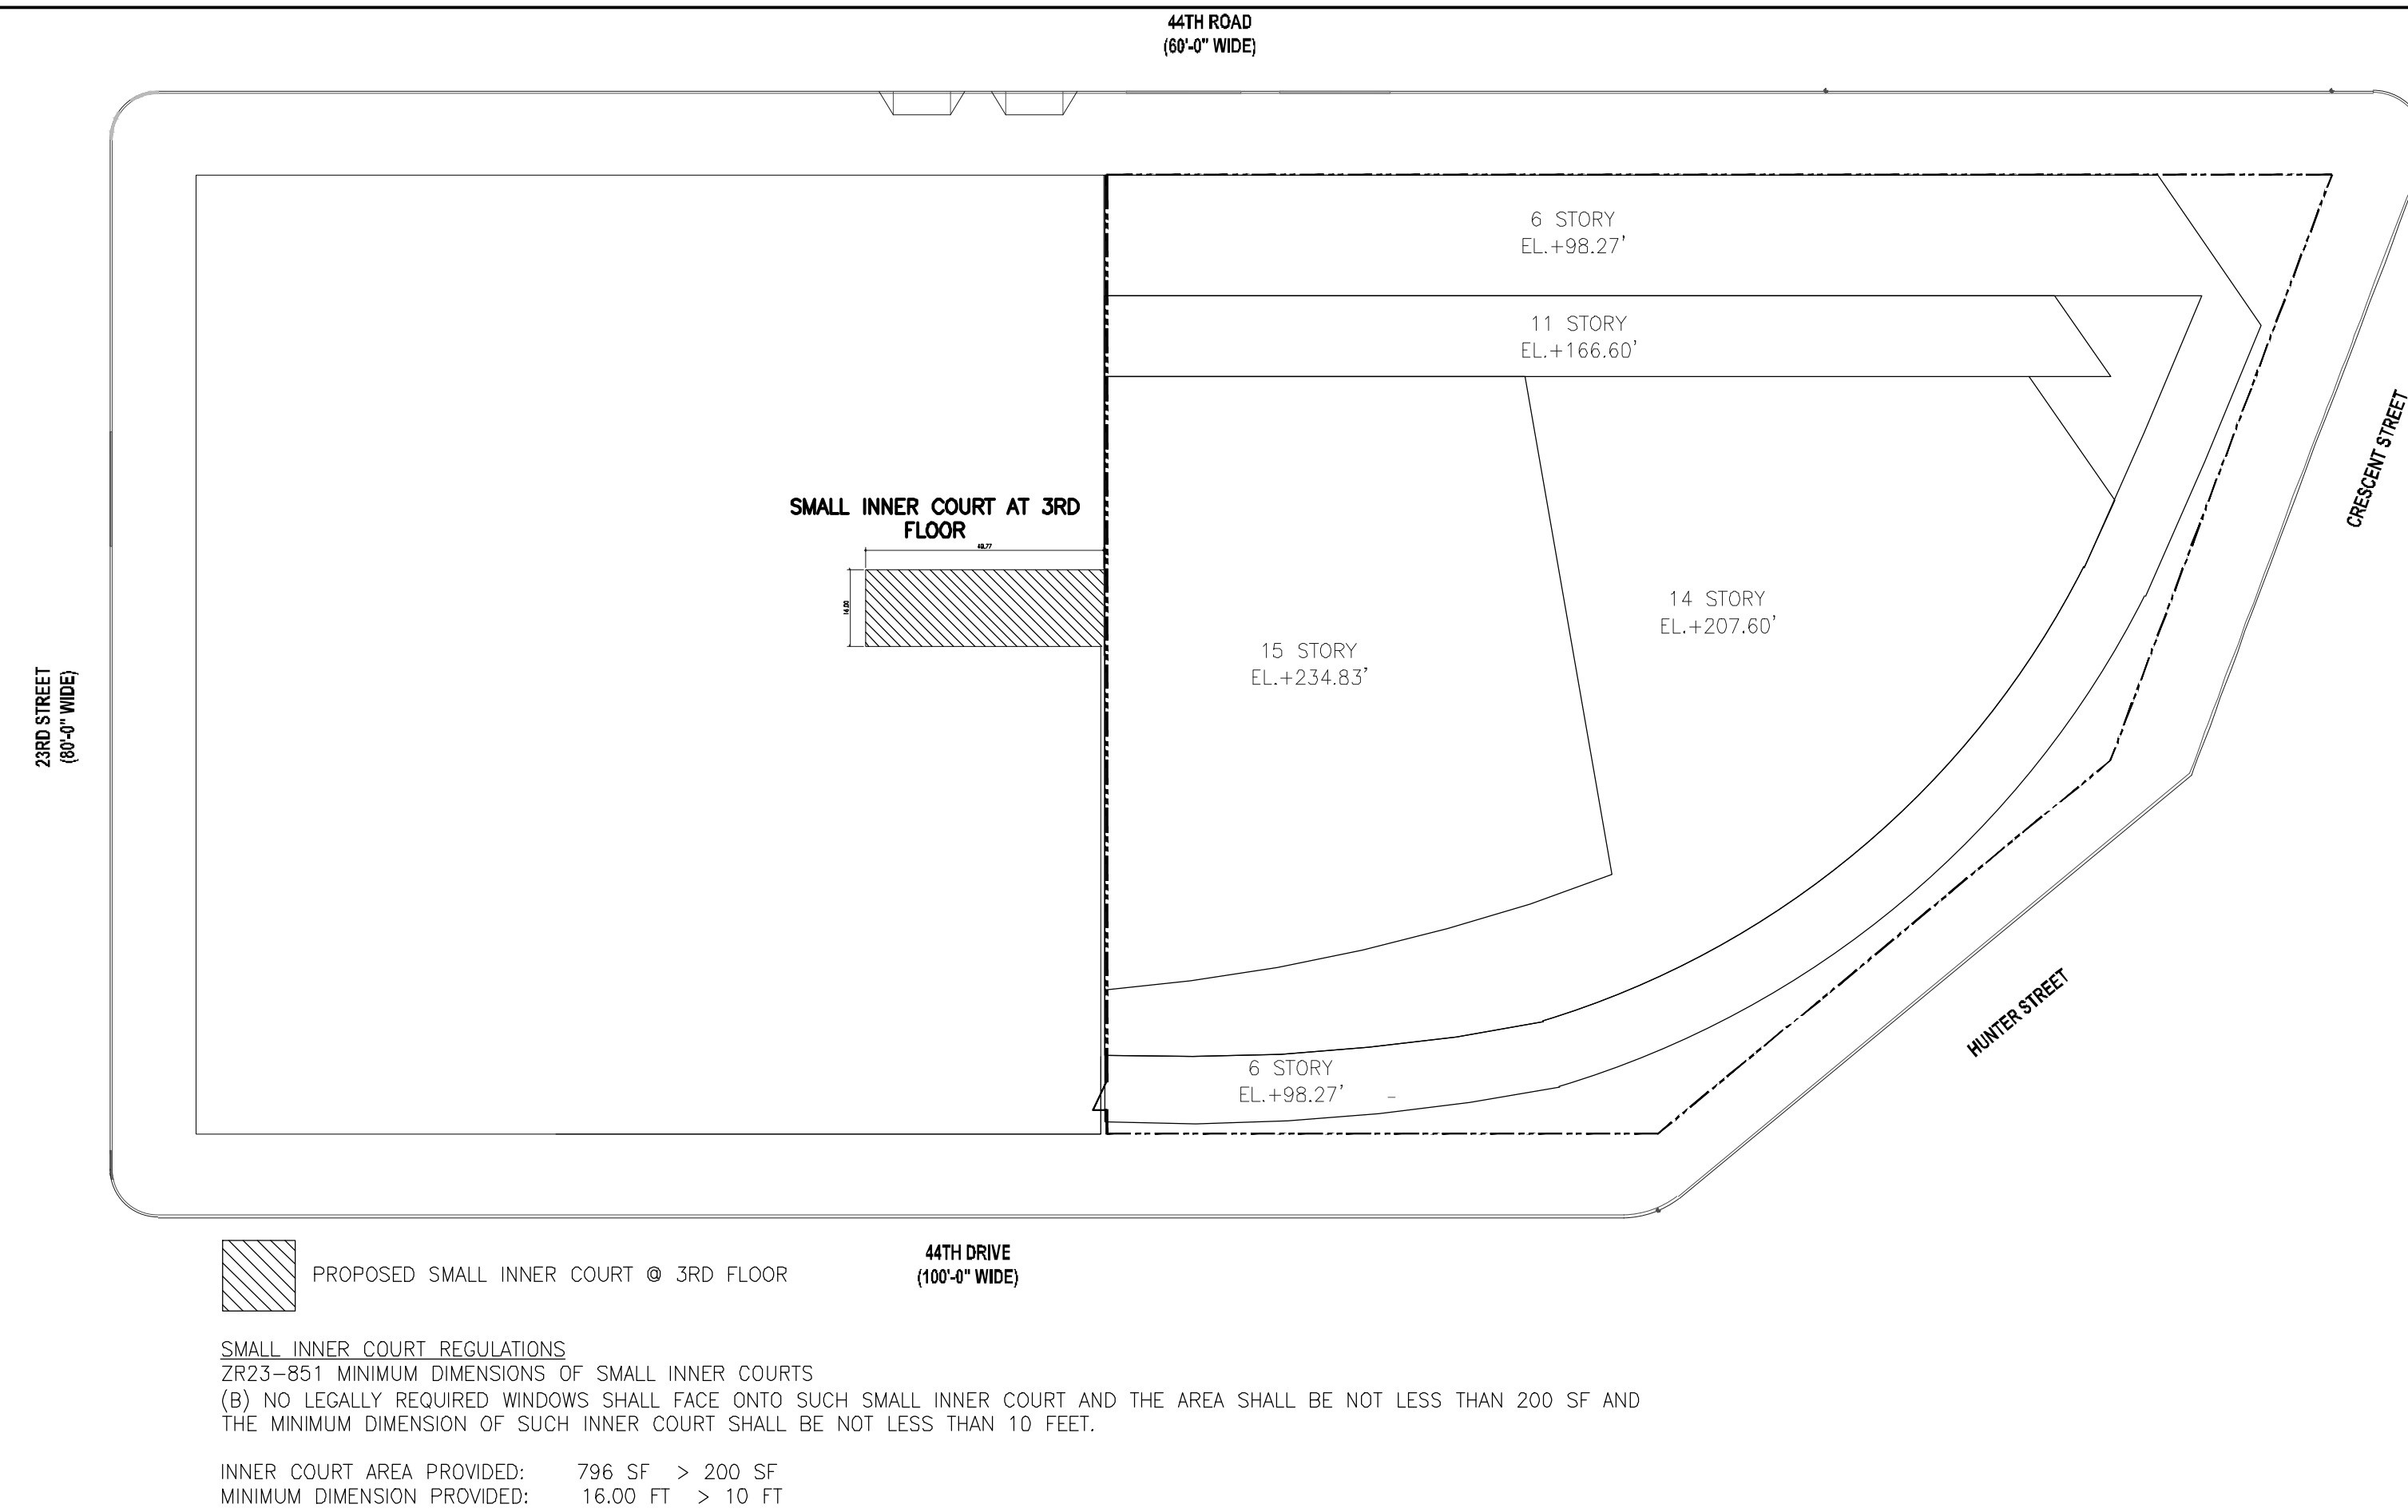 44TH ROAD
(60'-0" WIDE)
6 STORY
EL.+98.27'
11 STORY
EL.+166.60'
CRESCENT STREET
SMALL INNER COURT AT 3RD
FLOOR
16.00
14 STORY
EL.+207.60'
15 STORY
EL.+234.83'
23RD STREET
(80'-0" WIDE)
HUNTER STREET
6 STORY
EL.+98.27'
44TH DRIVE
(100'-0" WIDE)
PROPOSED SMALL INNER COURT @ 3RD FLOOR
SMALL INNER COURT REGULATIONS
ZR23-851 MINIMUM DIMENSIONS OF SMALL INNER COURTS
(B) NO LEGALLY REQUIRED WINDOWS SHALL FACE ONTO SUCH SMALL INNER COURT AND THE AREA SHALL BE NOT LESS THAN 200 SF AND
THE MINIMUM DIMENSION OF SUCH INNER COURT SHALL BE NOT LESS THAN 10 FEET.
INNER COURT AREA PROVIDED: 796 SF > 200 SF
MINIMUM DIMENSION PROVIDED: 16.00 FT > 10 FT